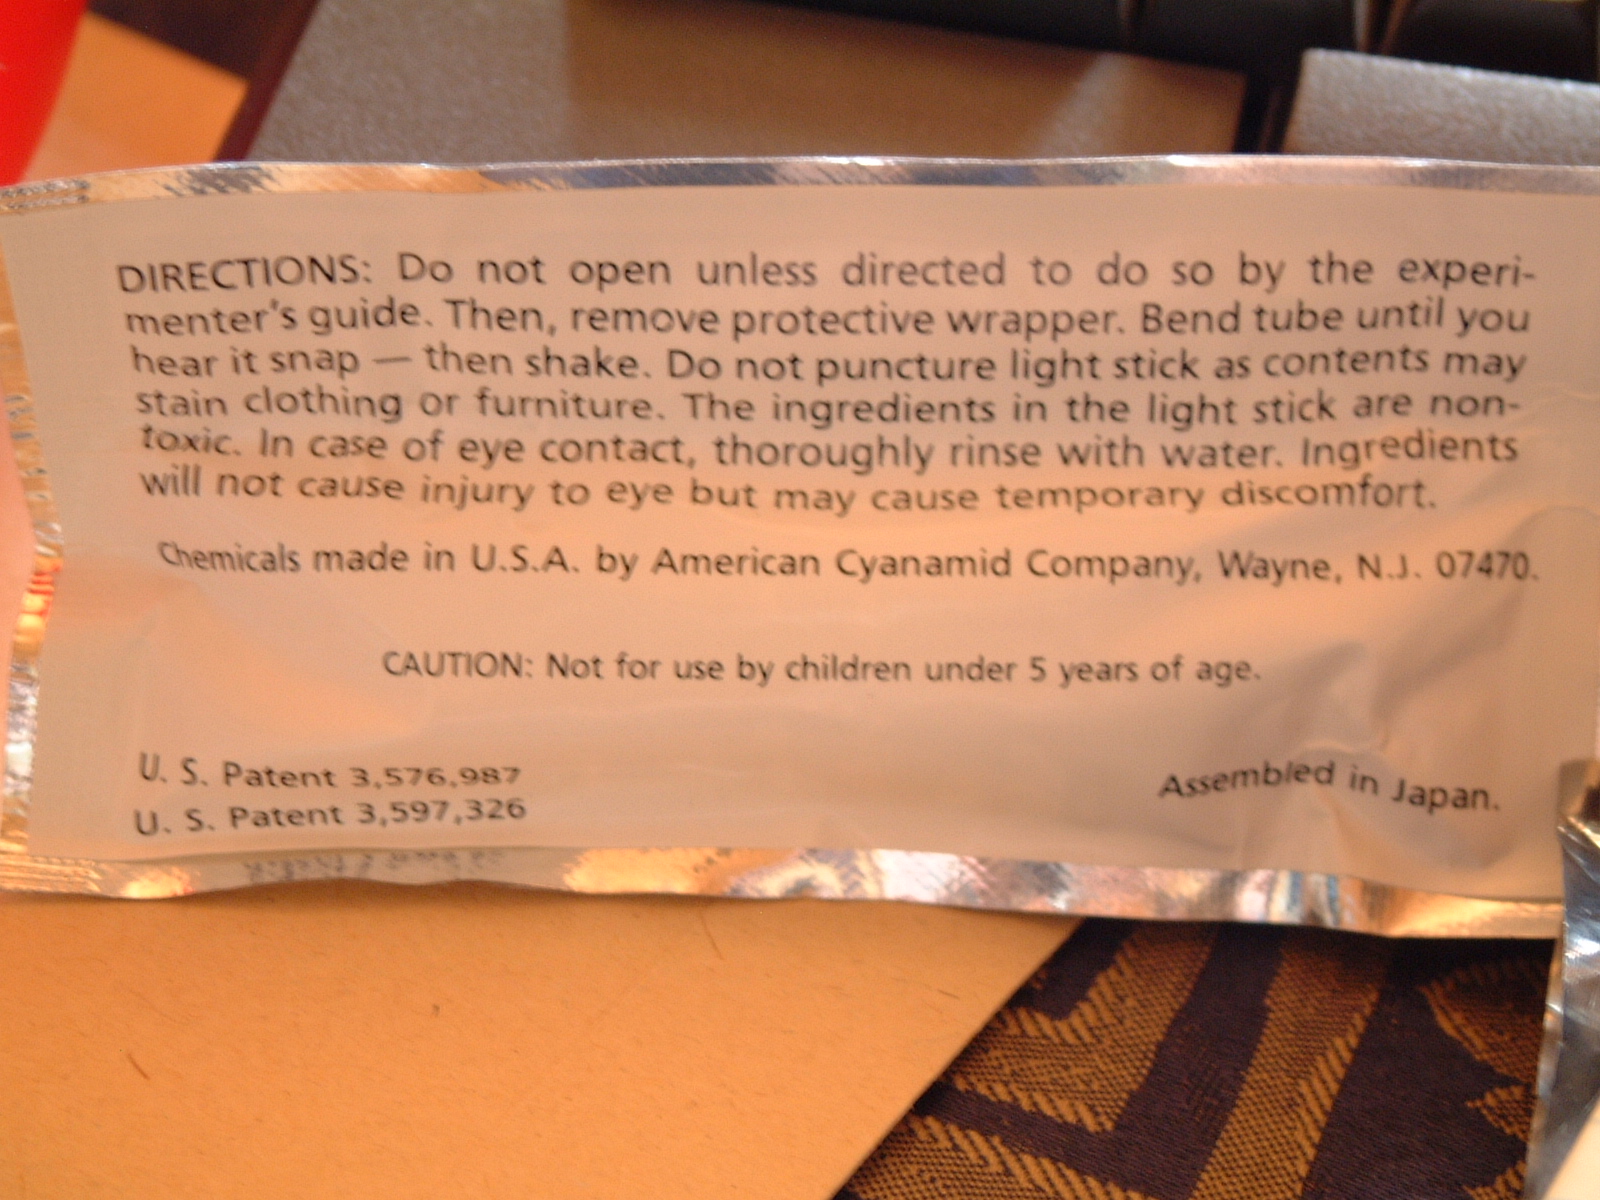 DIRECTIONS: Do not open unless directed to do so by the experi-
menter's guide. Then, remove protective wrapper. Bend tube until you
hear it snap — then shake. Do not puncture light stick as contents may
stain clothing or furniture. The ingredients in the light stick are non-
toxic. In case of eye contact, thoroughly rinse with water. Ingredients
will not cause injury to eye but may cause temporary discomfort.
Chemicals made in U.S.A. by American Cyanamid Company, Wayne, N.J. 07470.
CAUTION: Not for use by children under 5 years of age.
U. S. Patent 3,576,987
U. S. Patent 3,597,326
Assembled in Japan.